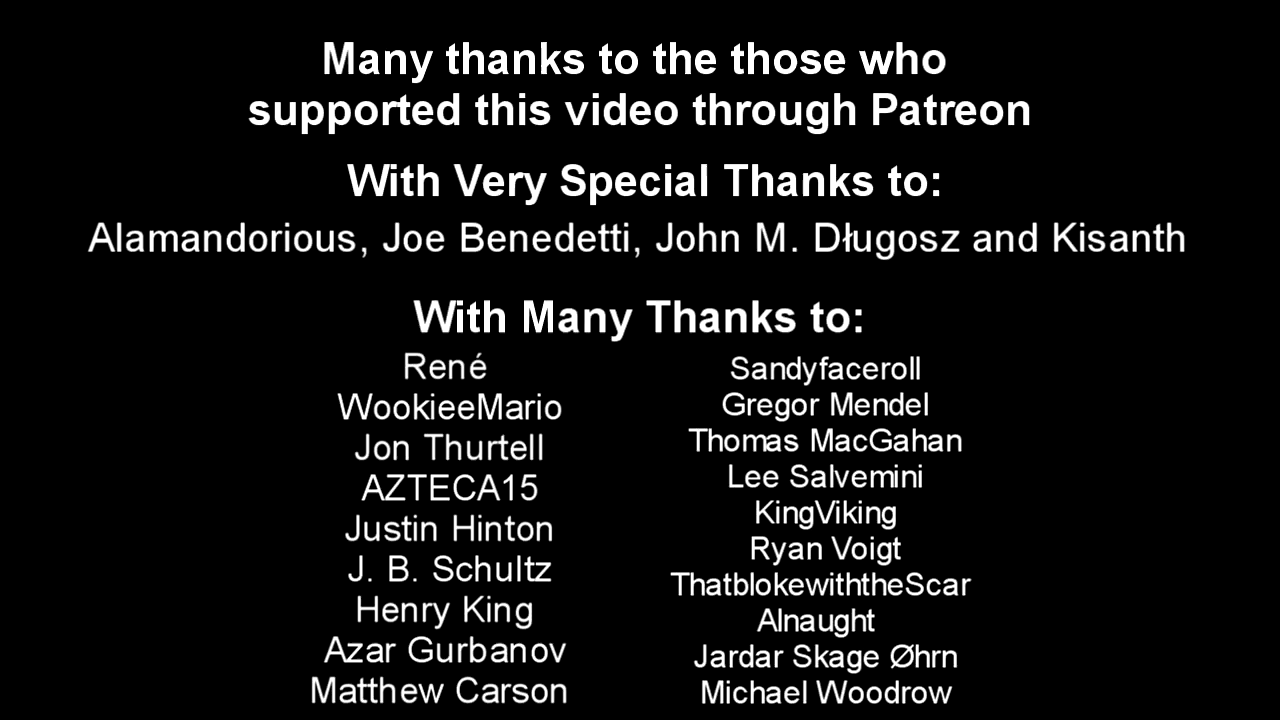 Many thanks to the those who
supported this video through Patreon
With Very Special Thanks to:
Alamandorious, Joe Benedetti, John M. Długosz and Kisanth
With Many Thanks to:
René
WookieeMario
Jon Thurtell
AZTECA15
Justin Hinton
J. B. Schultz
Henry King
Azar Gurbanov
Matthew Carson
Sandyfaceroll
Gregor Mendel
Thomas MacGahan
Lee Salvemini
KingViking
Ryan Voigt
ThatblokewiththeScar
Alnaught
Jardar Skage Øhrn
Michael Woodrow